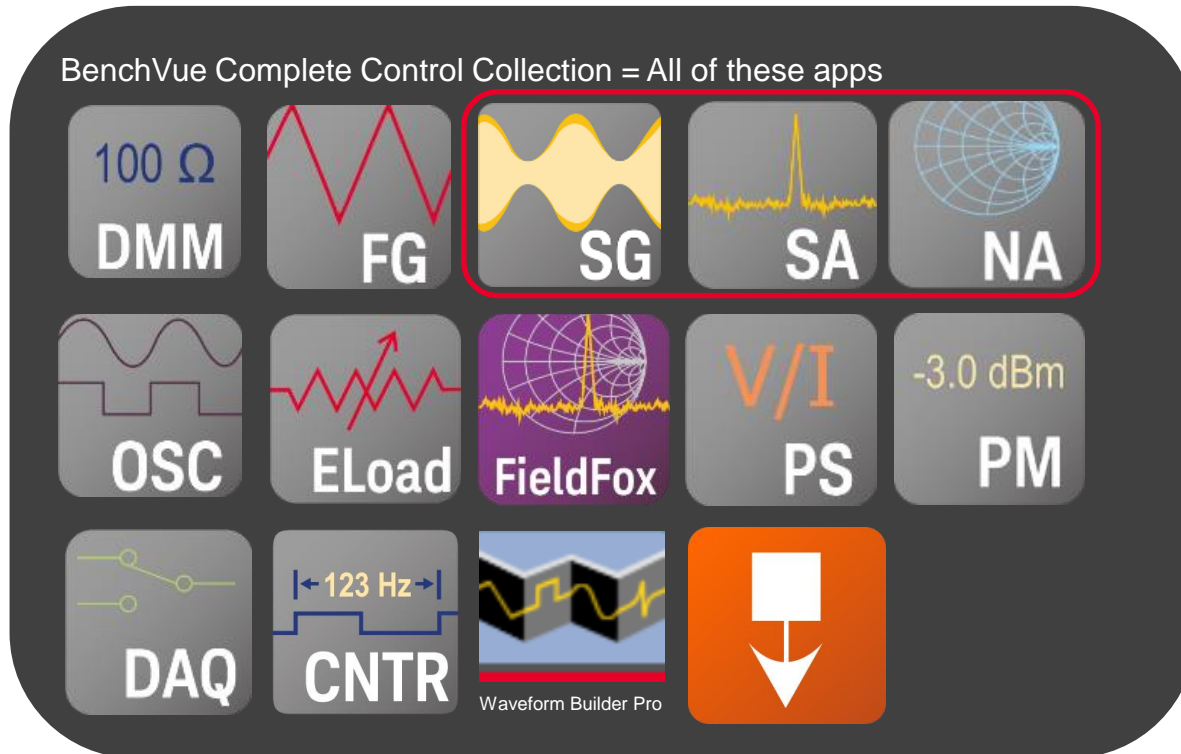 BenchVue Complete Control Collection = All of these apps
100 Ω
DMM
FG
SG
SA
NA
OSC
ELoad
FieldFox
V/I
PS
-3.0 dBm
PM
DAQ
123 Hz
CNTR
Waveform Builder Pro